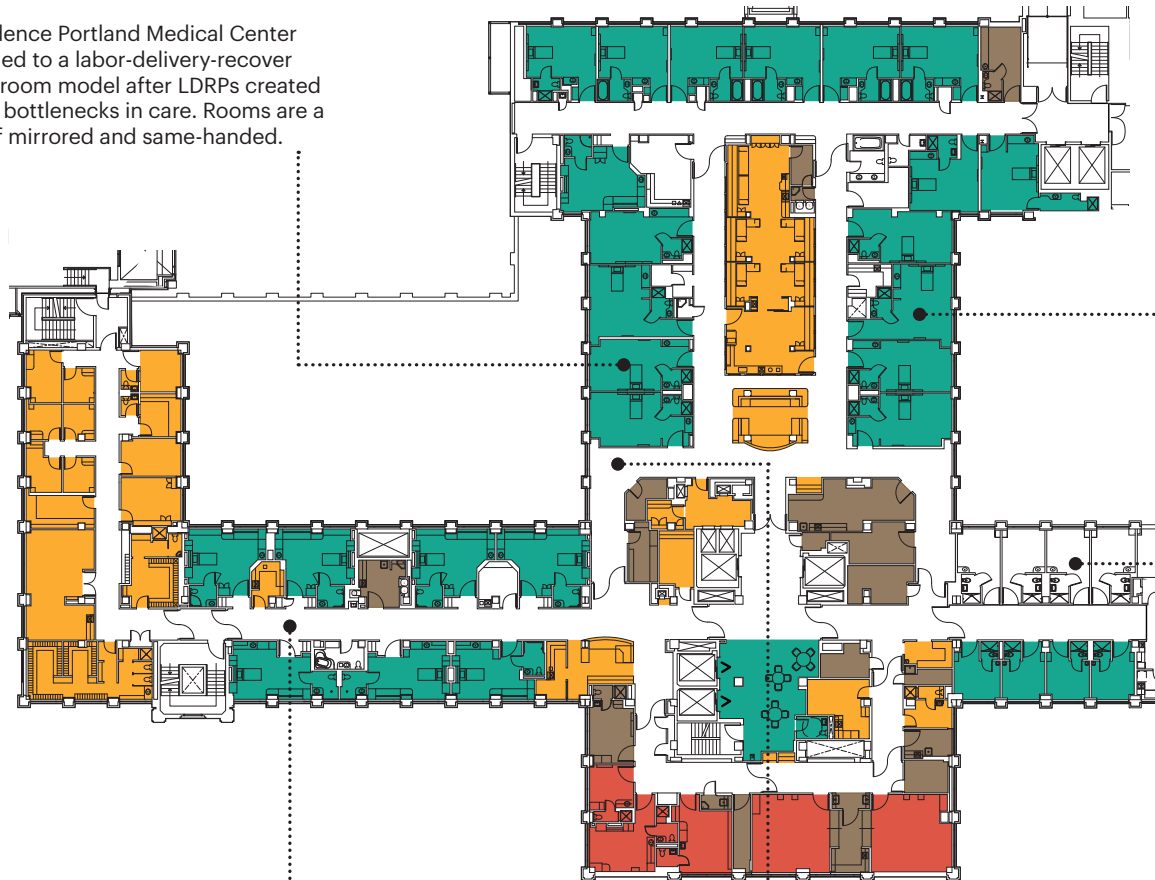 dence Portland Medical Center
ed to a labor-delivery-recover
room model after LDRPs created
bottlenecks in care. Rooms are a
f mirrored and same-handed.